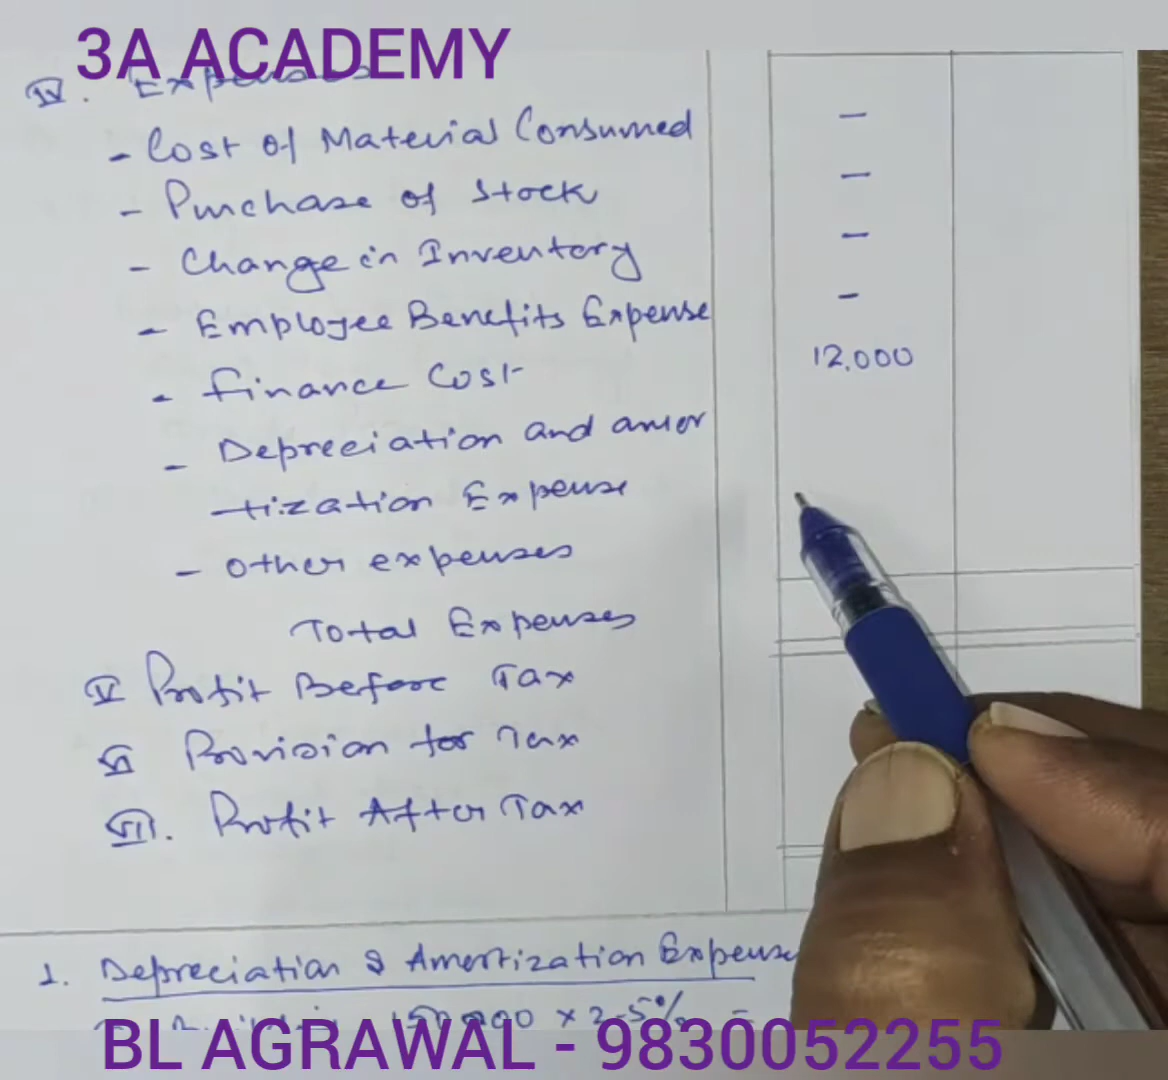 3A ACADEMY
IV. Expenses
- Cost of Material Consumed –
- Purchase of Stock –
- Change in Inventory –
- Employee Benefits Expense –
- Finance Cost 12,000
- Depreciation and amor
-tization Expense
- Other expenses
Total Expenses
V Profit Before Tax
VI Provision for Tax
VII. Profit After Tax
1. Depreciation & Amortization Expense
× 2.5% =
BL AGRAWAL - 9830052255